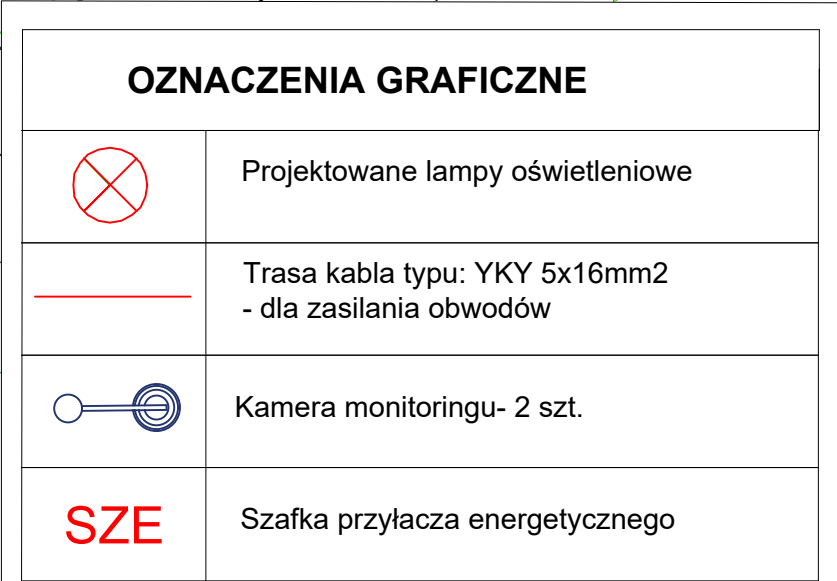 OZNACZENIA GRAFICZNE
Projektowane lampy oświetleniowe
Trasa kabla typu: YKY 5x16mm2
- dla zasilania obwodów
Kamera monitoringu- 2 szt.
SZE
Szafka przyłacza energetycznego